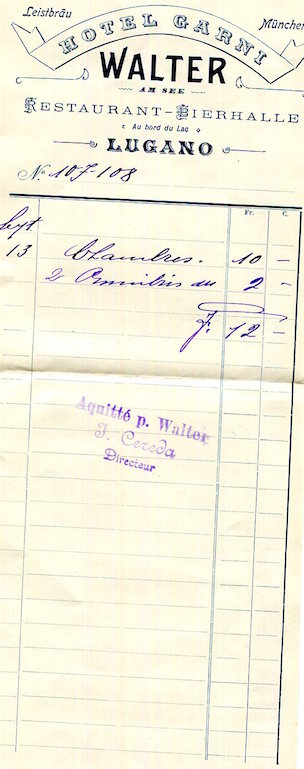 Leistbräu
München
HOTEL GARNI
WALTER
AM SEE
RESTAURANT-BIERHALLE
Au bord du Lac
LUGANO
No 107-108
Fr. C.
Sept
13 Chambres. 10 -
2 Omnibus 2 -
F. 12 -
Aquitté p. Walter
J. Cereda
Directeur